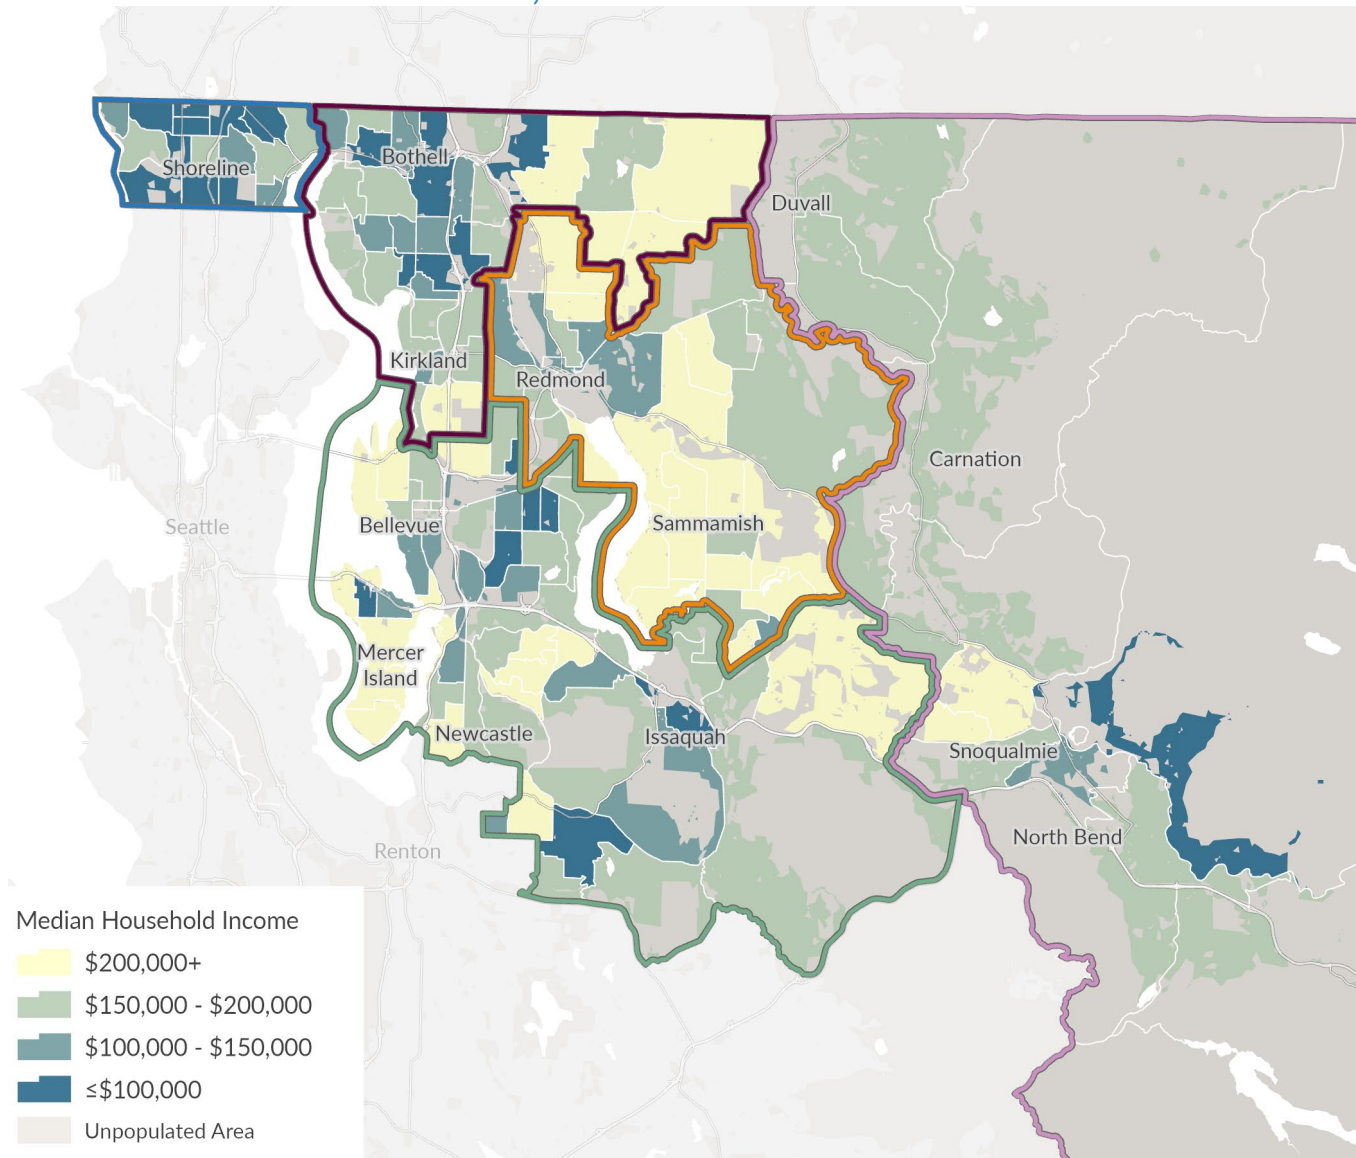 Shoreline
Bothell
Duvall
Kirkland
Redmond
Carnation
Seattle
Bellevue
Sammamish
Mercer
Island
Newcastle
Issaquah
Snoqualmie
North Bend
Renton
Median Household Income
$200,000+
$150,000 - $200,000
$100,000 - $150,000
≤$100,000
Unpopulated Area